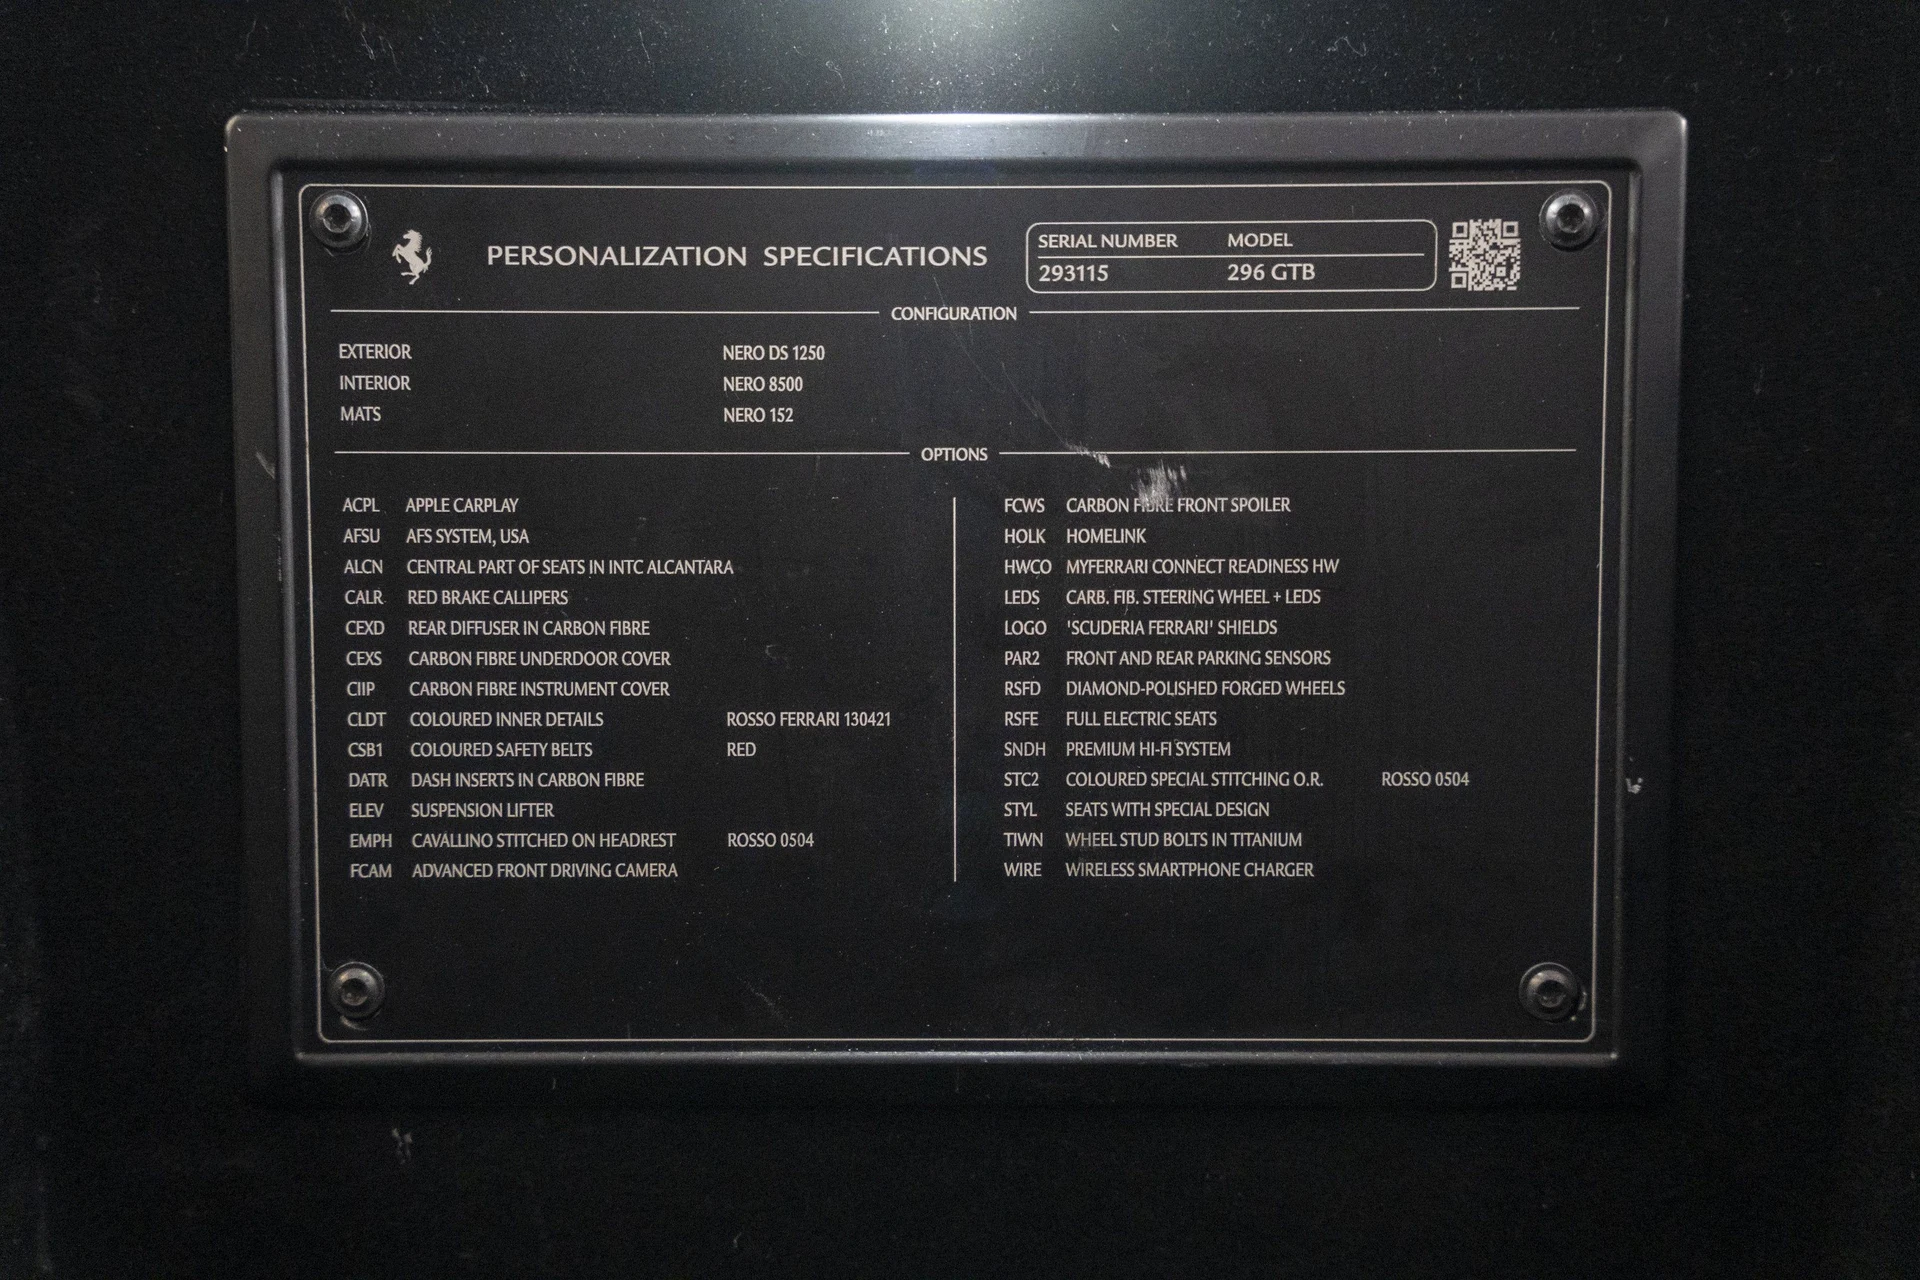 PERSONALIZATION SPECIFICATIONS
SERIAL NUMBER MODEL
293115 296 GTB
CONFIGURATION
EXTERIOR NERO DS 1250
INTERIOR NERO 8500
MATS NERO 152
OPTIONS
ACPL APPLE CARPLAY
AFSU AFS SYSTEM, USA
ALCN CENTRAL PART OF SEATS IN INTC ALCANTARA
CALR RED BRAKE CALLIPERS
CEXD REAR DIFFUSER IN CARBON FIBRE
CEXS CARBON FIBRE UNDERDOOR COVER
CIIP CARBON FIBRE INSTRUMENT COVER
CLDT COLOURED INNER DETAILS ROSSO FERRARI 130421
CSB1 COLOURED SAFETY BELTS RED
DATR DASH INSERTS IN CARBON FIBRE
ELEV SUSPENSION LIFTER
EMPH CAVALLINO STITCHED ON HEADREST ROSSO 0504
FCAM ADVANCED FRONT DRIVING CAMERA
FCWS CARBON FIBRE FRONT SPOILER
HOLK HOMELINK
HWCO MYFERRARI CONNECT READINESS HW
LEDS CARB. FIB. STEERING WHEEL + LEDS
LOGO 'SCUDERIA FERRARI' SHIELDS
PAR2 FRONT AND REAR PARKING SENSORS
RSFD DIAMOND-POLISHED FORGED WHEELS
RSFE FULL ELECTRIC SEATS
SNDH PREMIUM HI-FI SYSTEM
STC2 COLOURED SPECIAL STITCHING O.R. ROSSO 0504
STYL SEATS WITH SPECIAL DESIGN
TIWN WHEEL STUD BOLTS IN TITANIUM
WIRE WIRELESS SMARTPHONE CHARGER